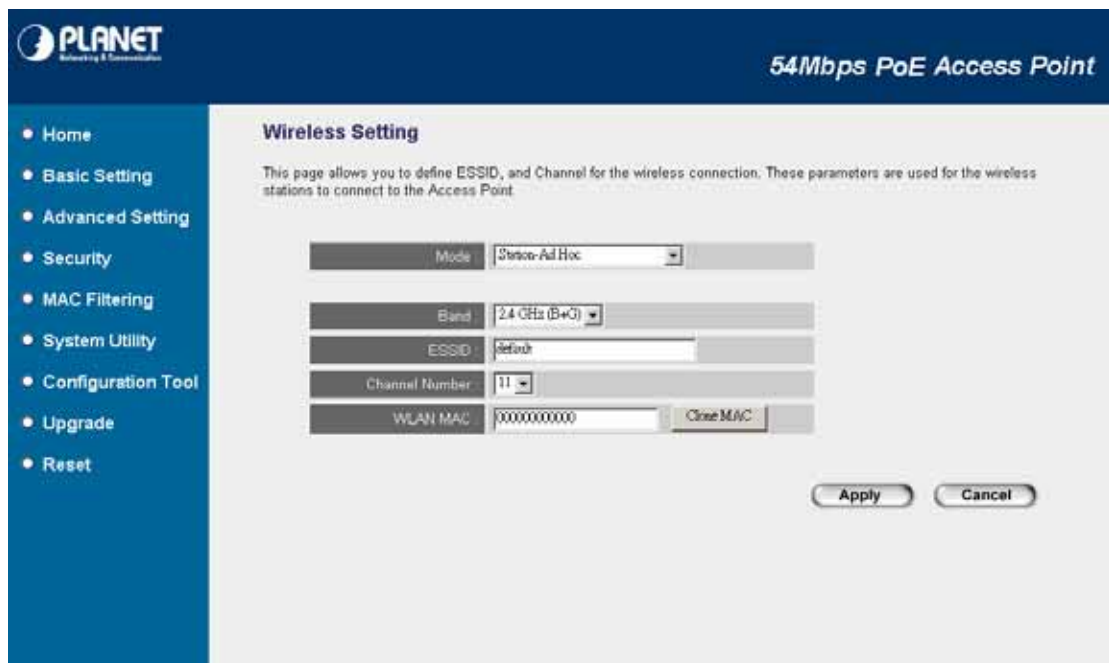 PLANET
Networking & Communication
54Mbps PoE Access Point
Home
Basic Setting
Advanced Setting
Security
MAC Filtering
System Utility
Configuration Tool
Upgrade
Reset
Wireless Setting
This page allows you to define ESSID, and Channel for the wireless connection. These parameters are used for the wireless
stations to connect to the Access Point.
Mode : Station-Ad Hoc
Band : 2.4 GHz (B+G)
ESSID : default
Channel Number : 11
WLAN MAC : 00000000000 Clone MAC
Apply Cancel